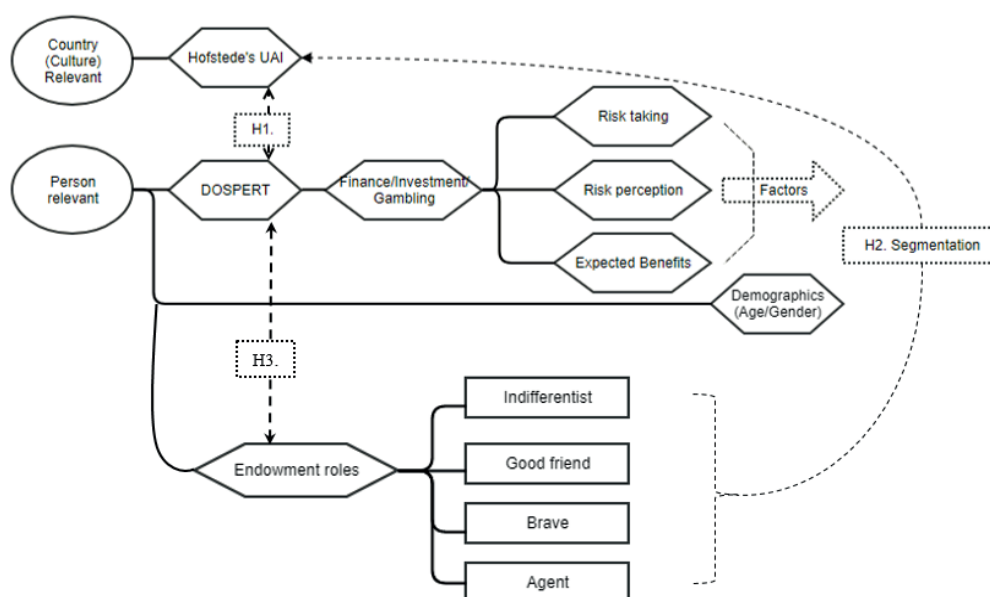 Country
(Culture)
Relevant
Hofstede's UAI
H1.
Person
relevant
DOSPERT
Finance/Investment/
Gambling
Risk taking
Risk perception
Expected Benefits
Factors
H2. Segmentation
Demographics
(Age/Gender)
H3.
Endowment roles
Indifferentist
Good friend
Brave
Agent